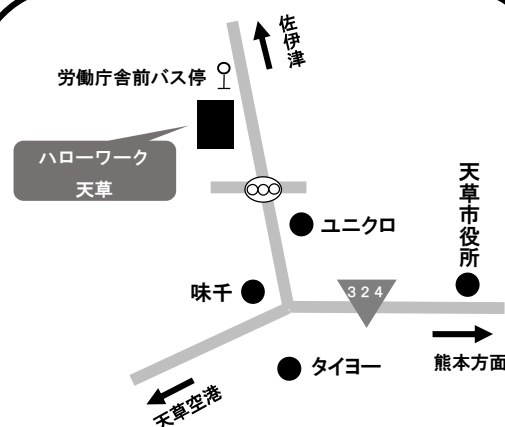 佐伊津
労働庁舎前バス停
ハローワーク
天草
天草市役所
ユニクロ
味千
324
熊本方面
タイヨー
天草空港